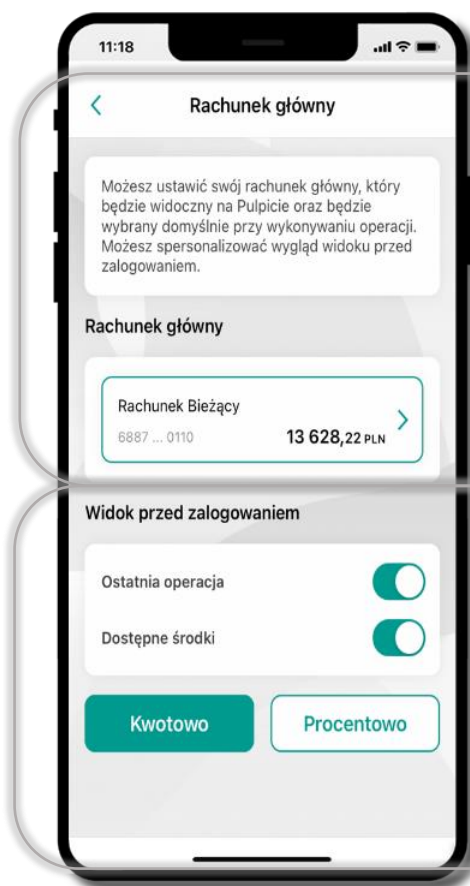 11:18
Rachunek główny
Możesz ustawić swój rachunek główny, który
będzie widoczny na Pulpicie oraz będzie
wybrany domyślnie przy wykonywaniu operacji.
Możesz spersonalizować wygląd widoku przed
zalogowaniem.
Rachunek główny
Rachunek Bieżący
6887 ... 0110 13 628,22 PLN
Widok przed zalogowaniem
Ostatnia operacja
Dostępne środki
Kwotowo Procentowo